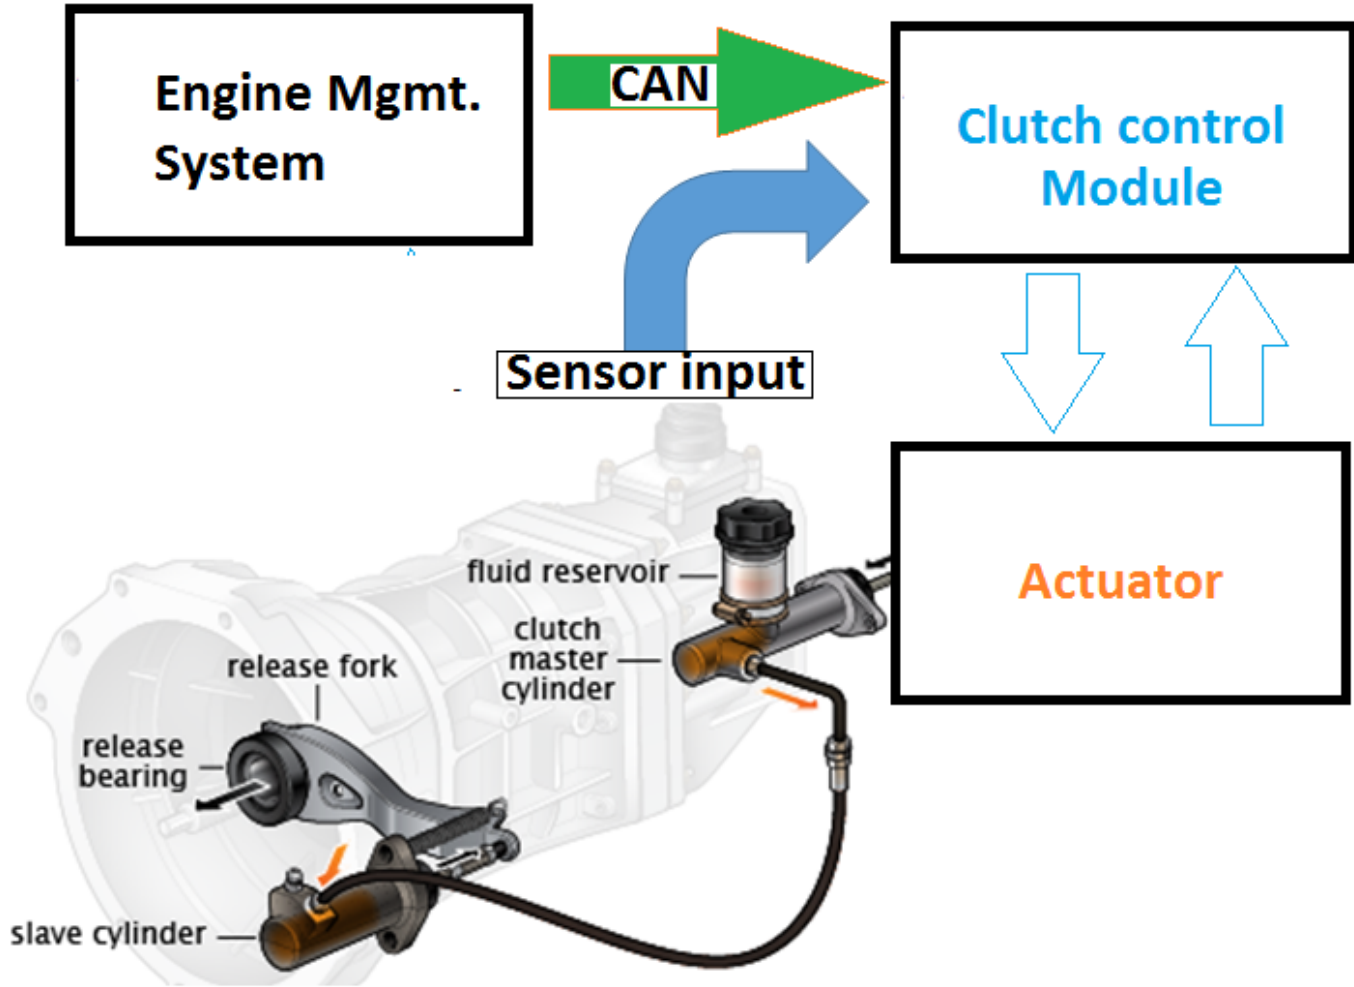 Engine Mgmt.
System
CAN
Clutch control
Module
Sensor input
Actuator
fluid reservoir
clutch
master
cylinder
release fork
release
bearing
slave cylinder